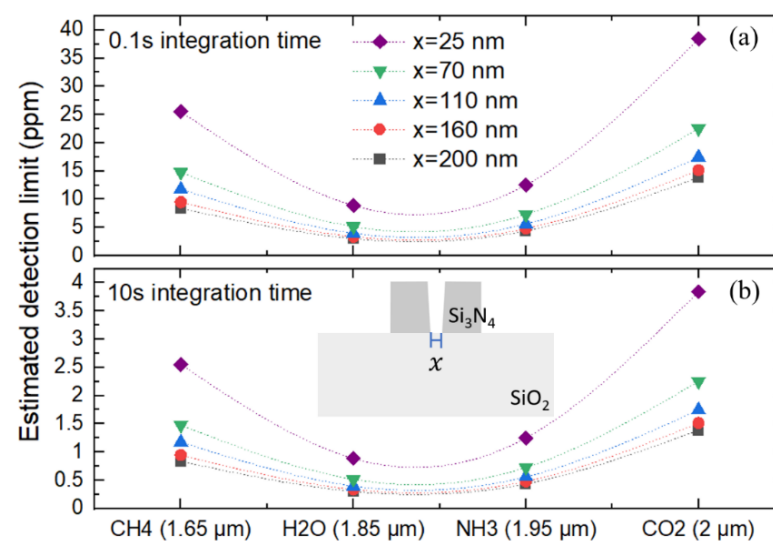 Estimated detection limit (ppm)
40
35
30
25
20
15
10
5
0
0.1s integration time
x=25 nm
x=70 nm
x=110 nm
x=160 nm
x=200 nm
(a)
4
3.5
3
2.5
2
1.5
1
0.5
0
10s integration time
Si₃N₄
x
SiO₂
(b)
CH4 (1.65 µm) H2O (1.85 µm) NH3 (1.95 µm) CO2 (2 µm)